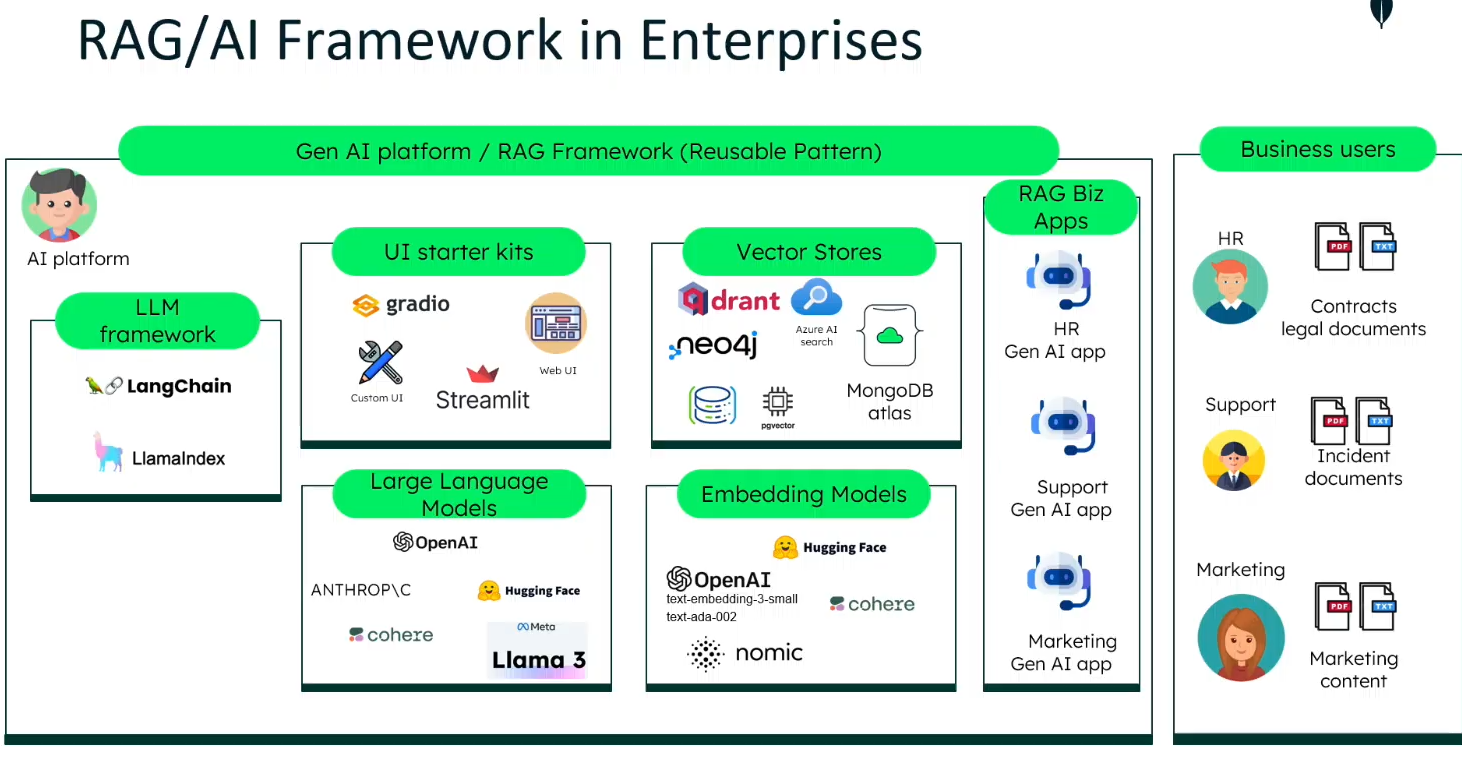 RAG/AI Framework in Enterprises
Gen AI platform / RAG Framework (Reusable Pattern)
AI platform
LLM
framework
LangChain
LlamaIndex
UI starter kits
gradio
Custom UI
Streamlit
Web UI
Vector Stores
qdrant
Azure AI
search
neo4j
pgvector
MongoDB
atlas
Large Language
Models
OpenAI
ANTHROP\C
Hugging Face
cohere
Meta
Llama 3
Embedding Models
Hugging Face
OpenAI
text-embedding-3-small
text-ada-002
cohere
nomic
RAG Biz
Apps
HR
Gen AI app
Support
Gen AI app
Marketing
Gen AI app
Business users
HR
PDF
TXT
Contracts
legal documents
Support
PDF
TXT
Incident
documents
Marketing
PDF
TXT
Marketing
content